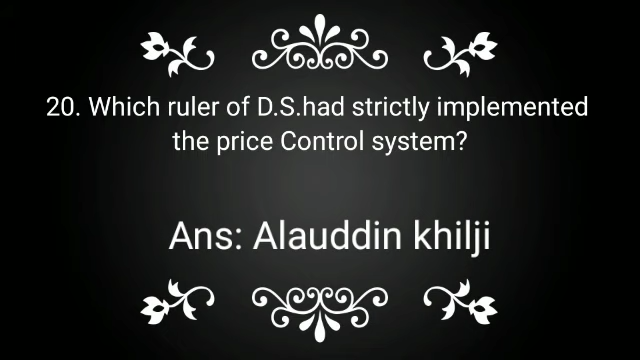 20. Which ruler of D.S.had strictly implemented
the price Control system?
Ans: Alauddin khilji